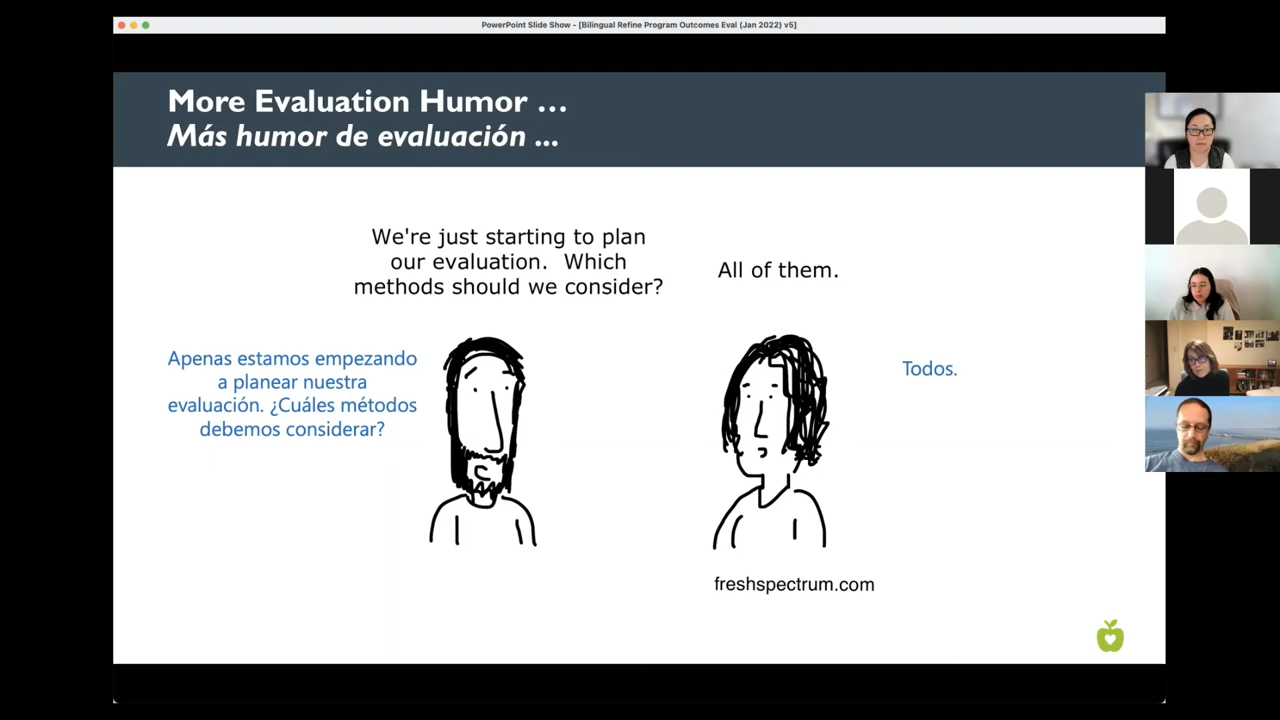 PowerPoint Slide Show - [Bilingual Refine Program Outcomes Eval (Jan 2022) v5]
More Evaluation Humor …
Más humor de evaluación ...
We're just starting to plan
our evaluation. Which
methods should we consider?
All of them.
Apenas estamos empezando
a planear nuestra
evaluación. ¿Cuáles métodos
debemos considerar?
Todos.
freshspectrum.com